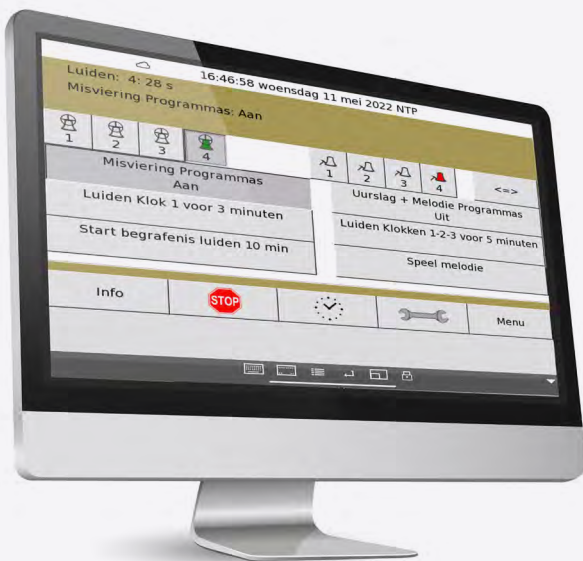 16:46:58 woensdag 11 mei 2022 NTP
Luiden: 4: 28 s
Misviering Programmas: Aan
1 2 3 4
1 2 3 4
<=>
Misviering Programmas
Aan
Luiden Klok 1 voor 3 minuten
Start begrafenis luiden 10 min
Uurslag + Melodie Programmas
Uit
Luiden Klokken 1-2-3 voor 5 minuten
Speel melodie
Info
STOP
Menu